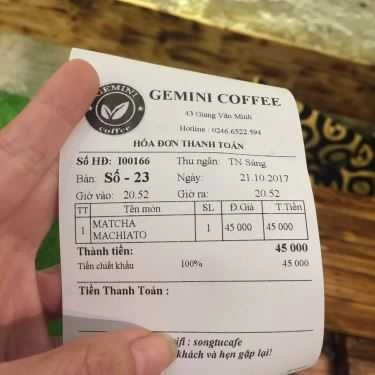 GEMINI
coffee
GEMINI COFFEE
43 Giang Văn Minh
Hotline : 0246.6522.594
HÓA ĐƠN THANH TOÁN
Số HĐ: I00166 Thu ngân: TN Sáng
Bàn: Số - 23 Ngày: 21.10.2017
Giờ vào: 20.52 Giờ ra: 20.52
TT Tên món SL Đ.Giá T.Tiền
1 MATCHA MACHIATO 1 45 000 45 000
Thành tiền: 45 000
Tiền chiết khấu 100% 45 000
Tiền Thanh Toán :
ifi : songtucafe
khách và hẹn gặp lại!